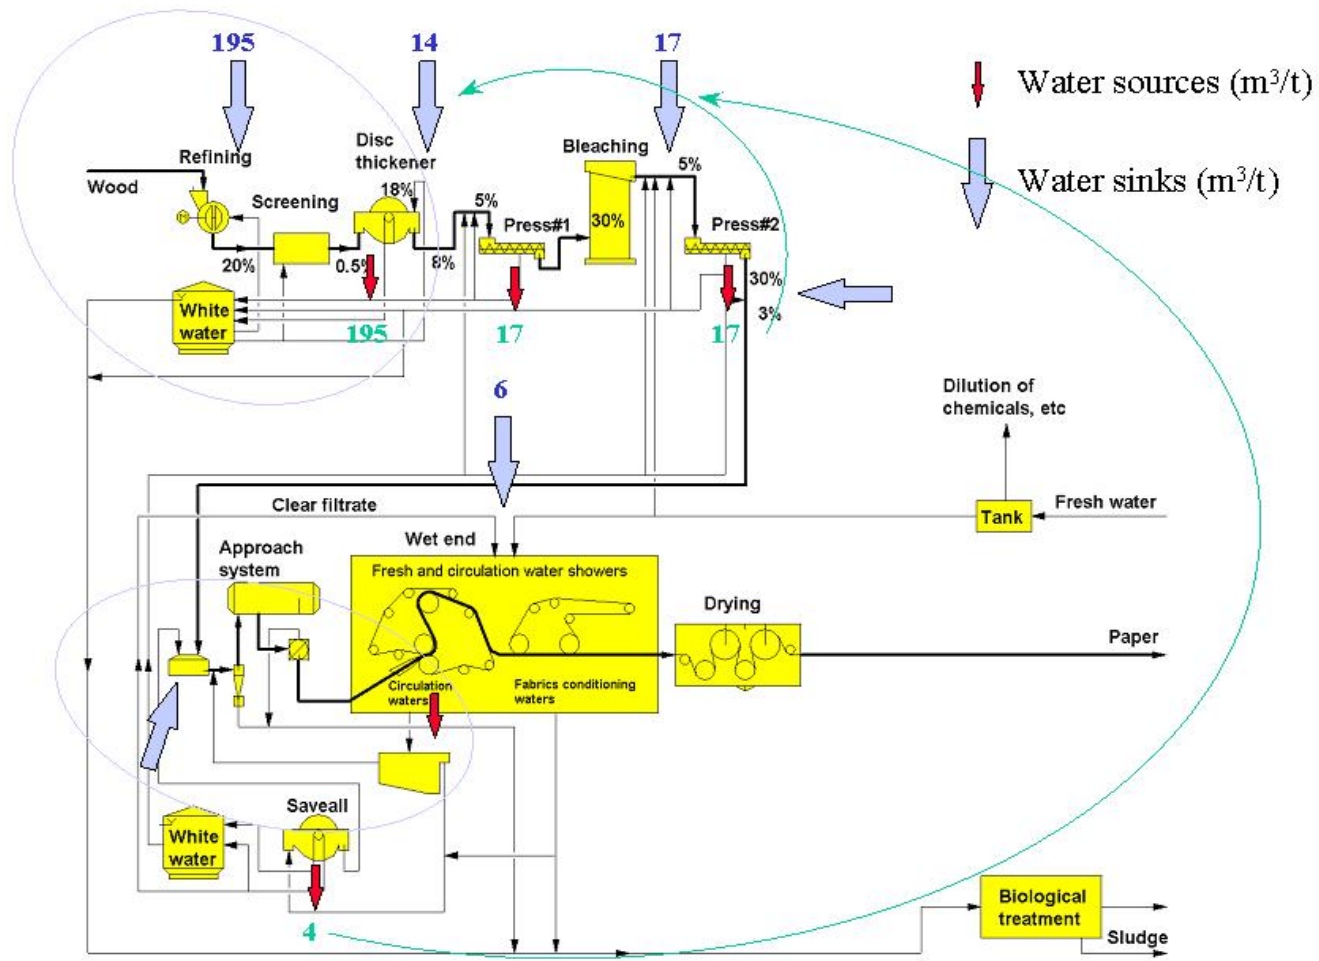 195
14
17
Water sources (m³/t)
Water sinks (m³/t)
Refining
Disc
thickener
Bleaching
Wood
Screening
18%
5%
5%
Press#1
30%
Press#2
20%
0.5%
8%
30%
3%
White
water
195
17
17
6
Dilution of
chemicals, etc
Clear filtrate
Tank
Fresh water
Wet end
Approach
system
Fresh and circulation water showers
Drying
Paper
Circulation
waters
Fabrics conditioning
waters
Saveall
White
water
4
Biological
treatment
Sludge